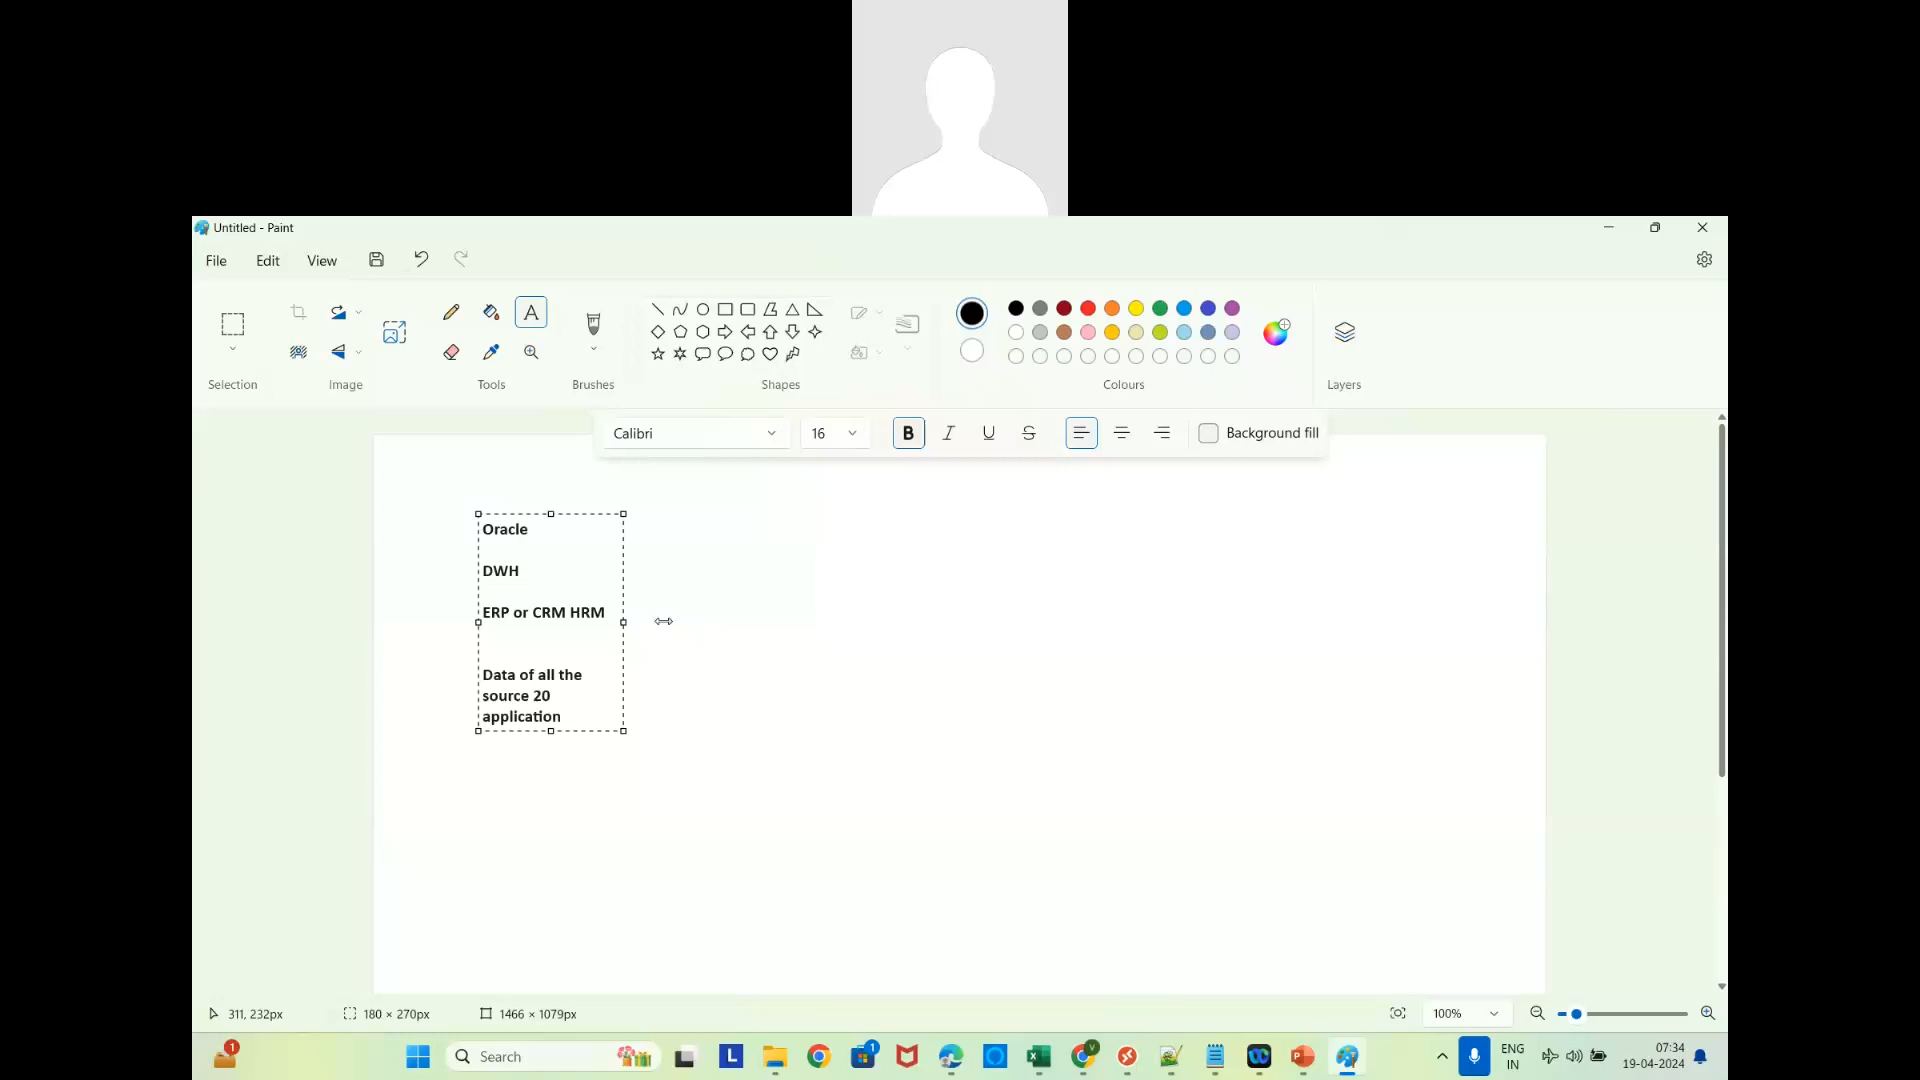 Untitled - Paint
File Edit View
Selection Image Tools Brushes Shapes Colours Layers
Calibri 16 B I U S Background fill
Oracle
DWH
ERP or CRM HRM
Data of all the
source 20
application
311, 232px 180 × 270px 1466 × 1079px 100%
1 Search L 1 V P ENG 07:34
IN 19-04-2024